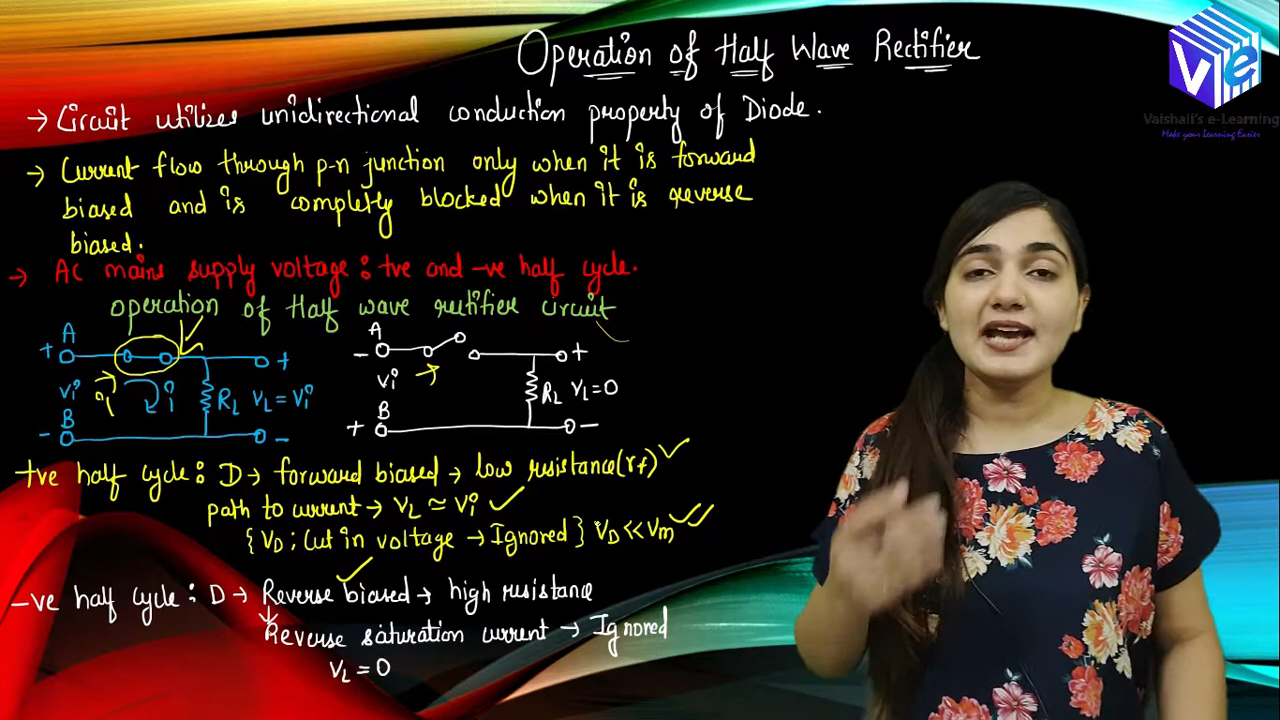 Operation of Half Wave Rectifier
Vaishali's e-Learning
Make your Learning Easier
→ Circuit utilizes unidirectional conduction property of Diode.
→ Current flow through p-n junction only when it is forward
biased and is completly blocked when it is reverse
biased.
→ AC mains supply voltage : +ve and -ve half cycle.
operation of Half wave rectifier circuit
A
+ +
Vi i i RL VL = Vi
B
- -
A
- +
Vi RL VL=0
B
+ -
+ve half cycle : D → forward biased → low resistance(rf)
path to current → VL ≃ Vi
{ VD ; Cut in voltage → Ignored } VD << Vm
-ve half cycle : D → Reverse biased → high resistance
Reverse saturation current → Ignored
VL = 0